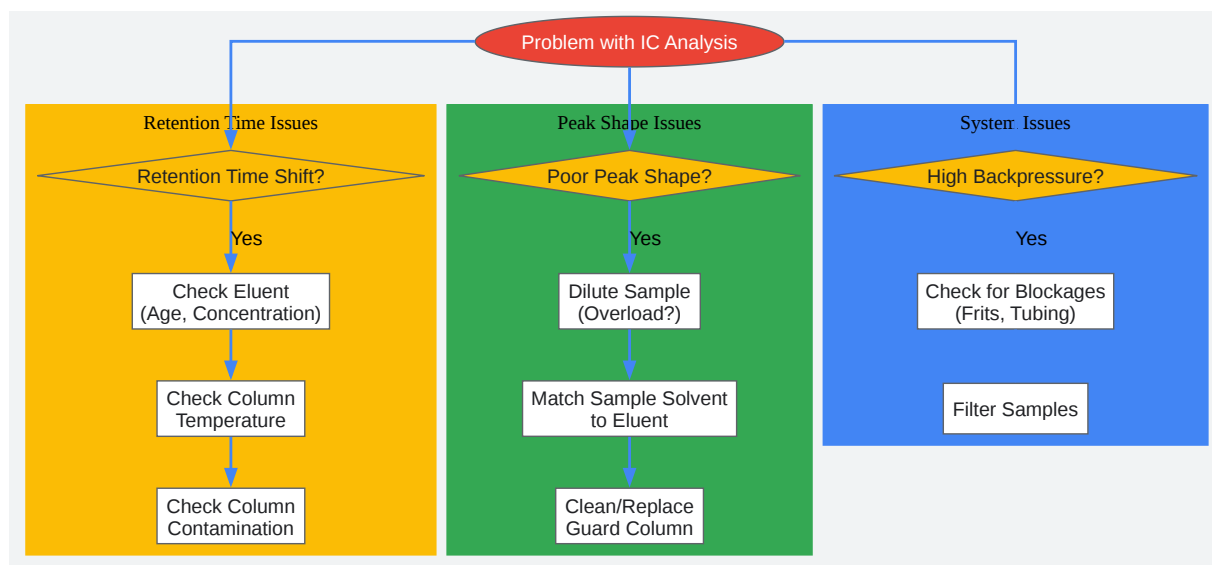 Problem with IC Analysis
Retention Time Issues
Retention Time Shift?
Yes
Check Eluent
(Age, Concentration)
Check Column
Temperature
Check Column
Contamination
Peak Shape Issues
Poor Peak Shape?
Yes
Dilute Sample
(Overload?)
Match Sample Solvent
to Eluent
Clean/Replace
Guard Column
System Issues
High Backpressure?
Yes
Check for Blockages
(Frits, Tubing)
Filter Samples